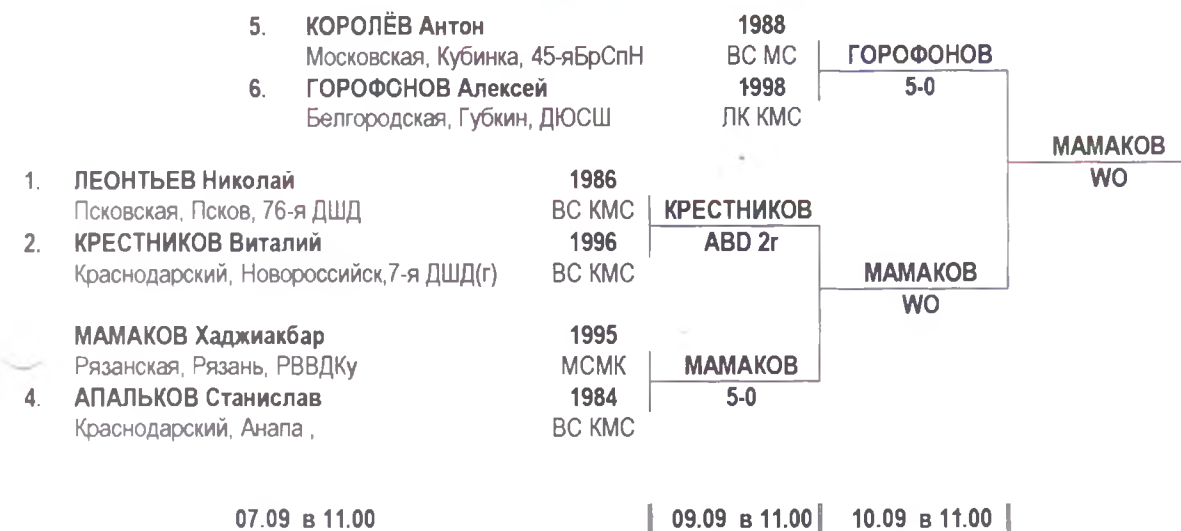 5. КОРОЛЁВ Антон 1988
Московская, Кубинка, 45-яБрСпН ВС МС ГОРОФОНОВ
6. ГОРОФОНОВ Алексей 1998 5-0
Белгородская, Губкин, ДЮСШ ЛК КМС
МАМАКОВ
WO
1. ЛЕОНТЬЕВ Николай 1986
Псковская, Псков, 76-я ДШД ВС КМС КРЕСТНИКОВ
2. КРЕСТНИКОВ Виталий 1996 ABD 2г
Краснодарский, Новороссийск,7-я ДШД(г) ВС КМС МАМАКОВ
WO
МАМАКОВ Хаджиакбар 1995
Рязанская, Рязань, РВВДКу МСМК МАМАКОВ
4. АПАЛЬКОВ Станислав 1984 5-0
Краснодарский, Анапа , ВС КМС
07.09 в 11.00 09.09 в 11.00 10.09 в 11.00